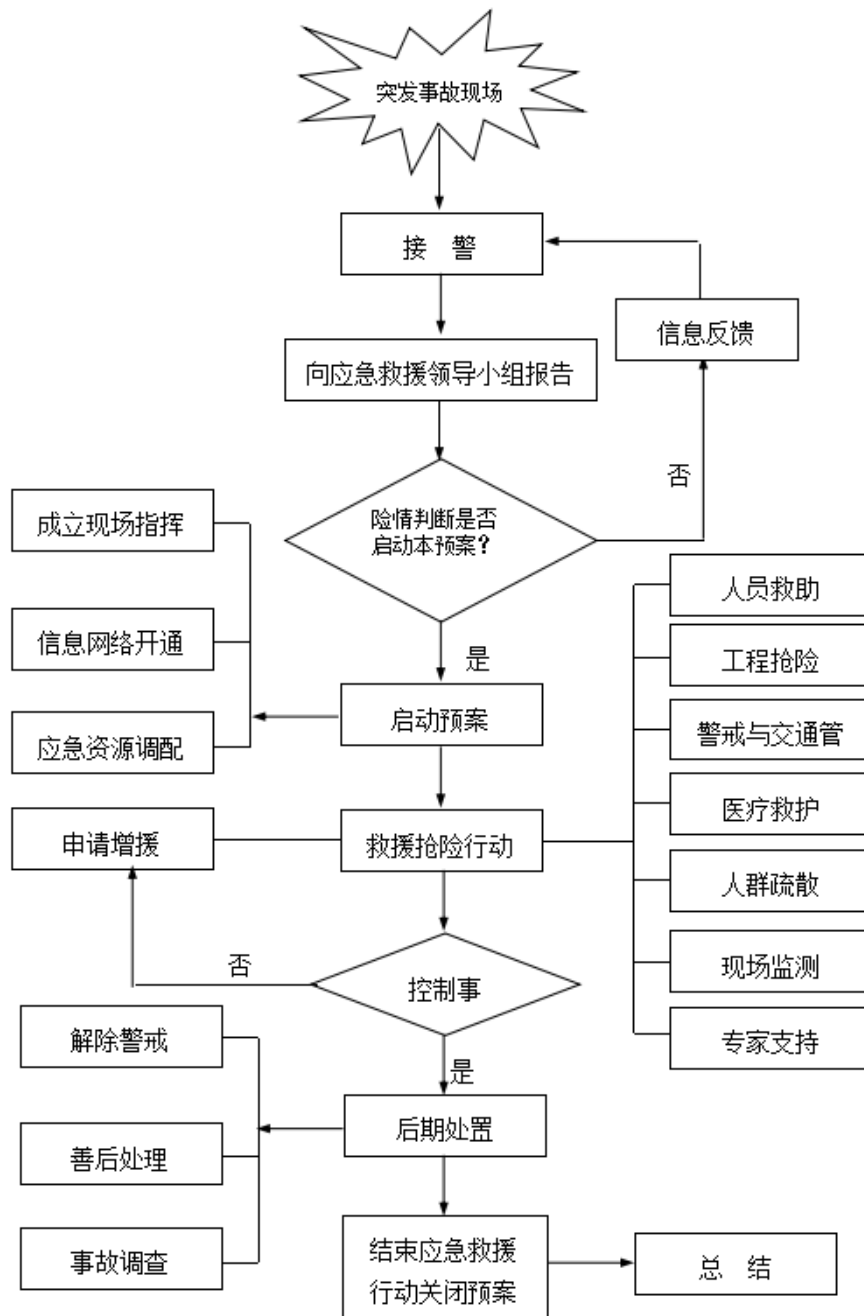 突发事故现场
接 警
信息反馈
向应急救援领导小组报告
否
险情判断是否
启动本预案？
成立现场指挥
信息网络开通
应急资源调配
是
启动预案
人员救助
工程抢险
警戒与交通管
医疗救护
人群疏散
现场监测
专家支持
申请增援
救援抢险行动
否
控制事
是
解除警戒
善后处理
事故调查
后期处置
结束应急救援
行动关闭预案
总 结